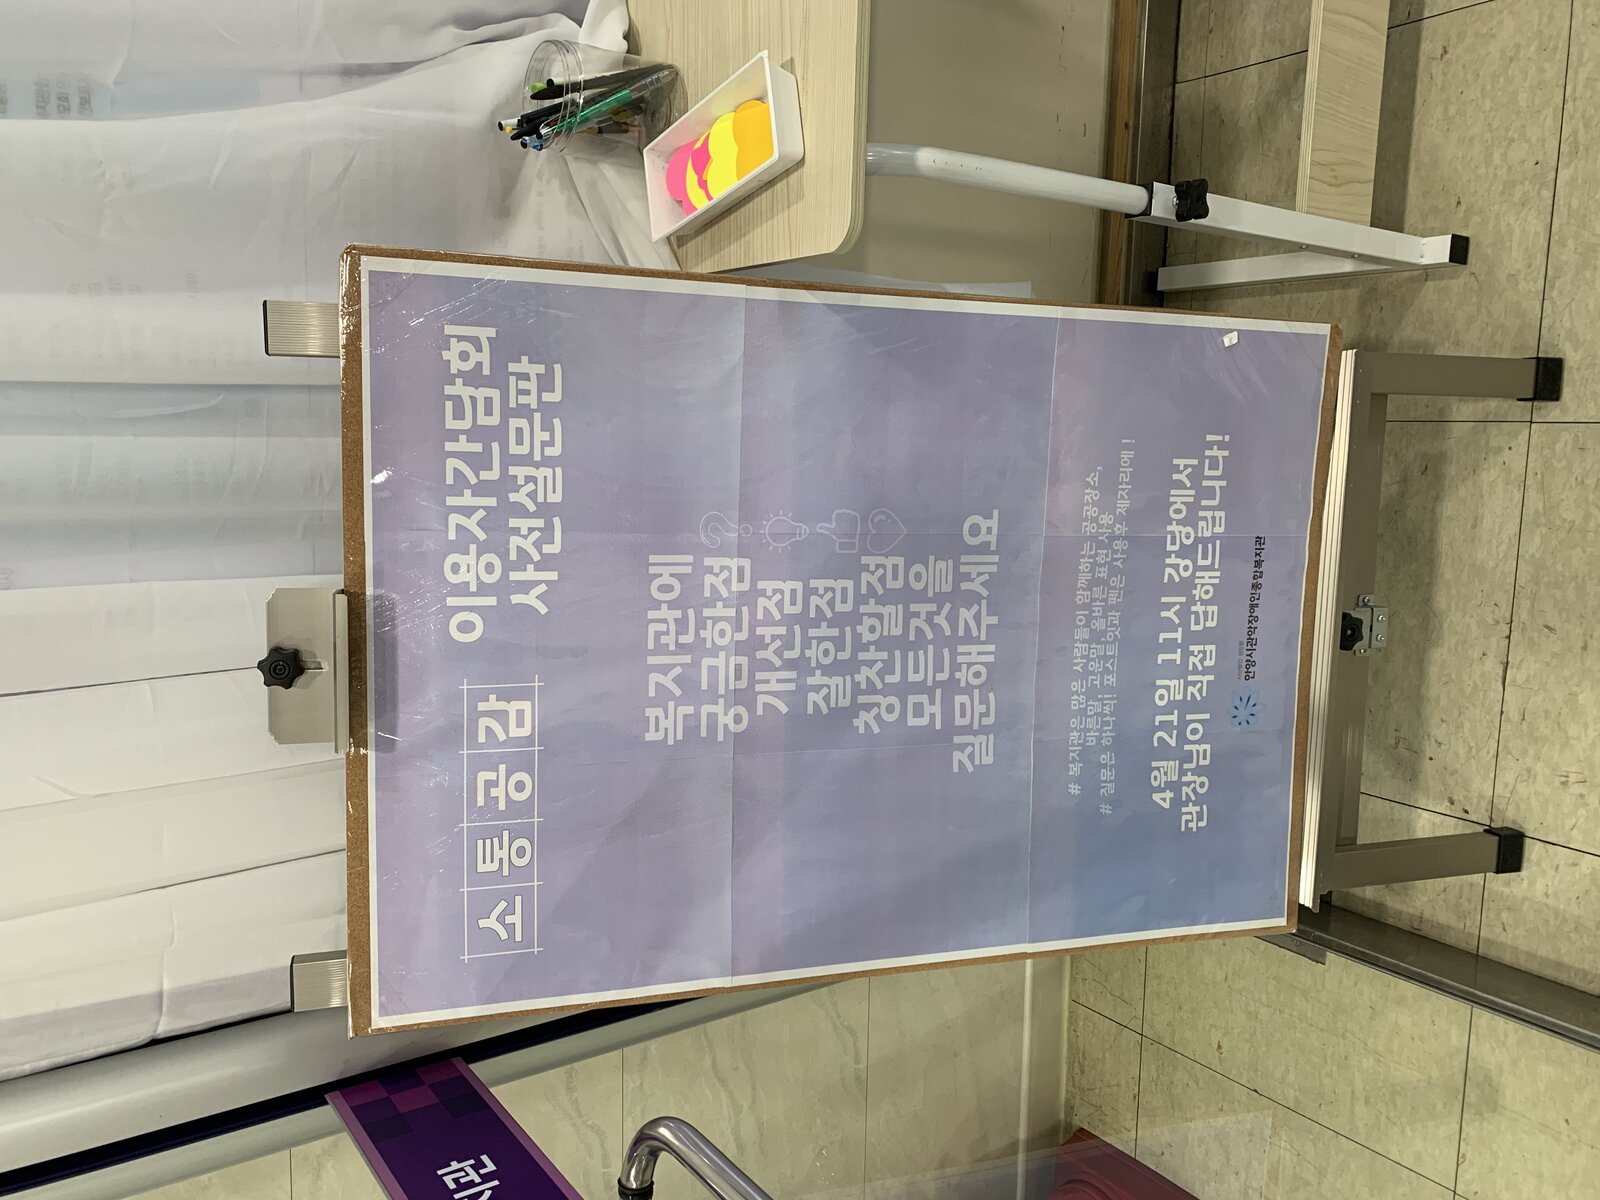 소통공감
이용자간담회
사전설문판
복지관에
궁금한점
개선점
잘한점
칭찬할점
모든것을
질문해주세요
# 복지관은 많은 사람들이 함께하는 공공장소,
바른말, 고운말, 올바른 표현 사용
# 질문은 하나씩! 포스트잇과 펜은 사용후 제자리에 !
4월 21일 11시 강당에서
관장님이 직접 답해드립니다!
안양시관악장애인종합복지관